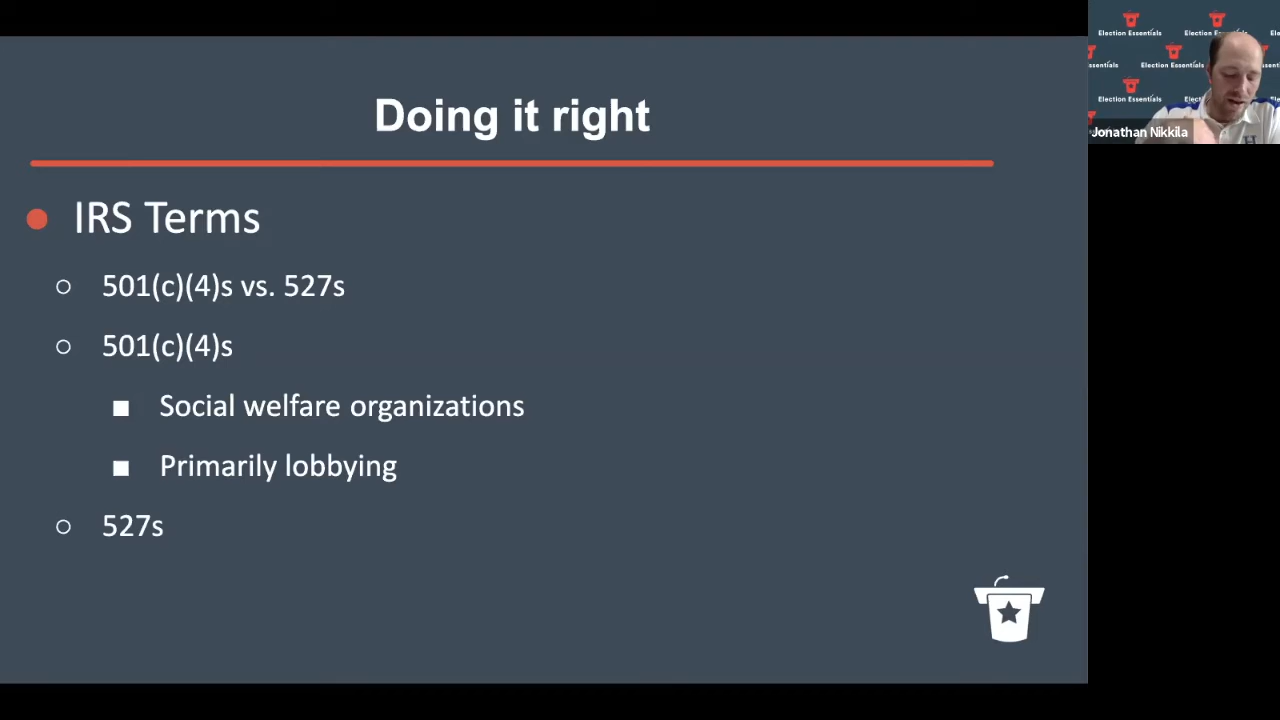 Doing it right
IRS Terms
501(c)(4)s vs. 527s
501(c)(4)s
Social welfare organizations
Primarily lobbying
527s
Election Essentials
Election Essentials
Election Essentials
Election Essentials
Jonathan Nikkila